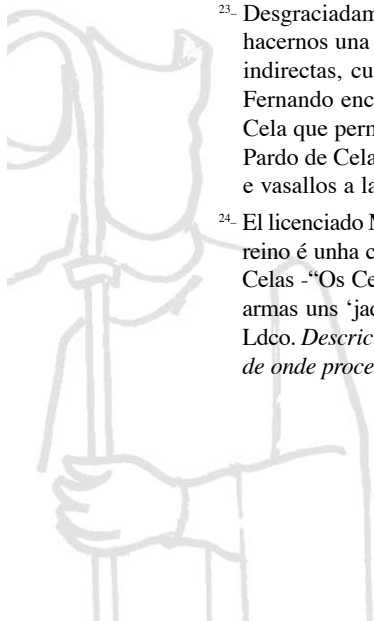 23- Desgraciadam
hacernos una
indirectas, cu
Fernando enc
Cela que perm
Pardo de Cela
e vasallos a la
24- El licenciado M
reino é unha c
Celas -“Os Ce
armas uns ‘jac
Ldco. Descric
de onde proce